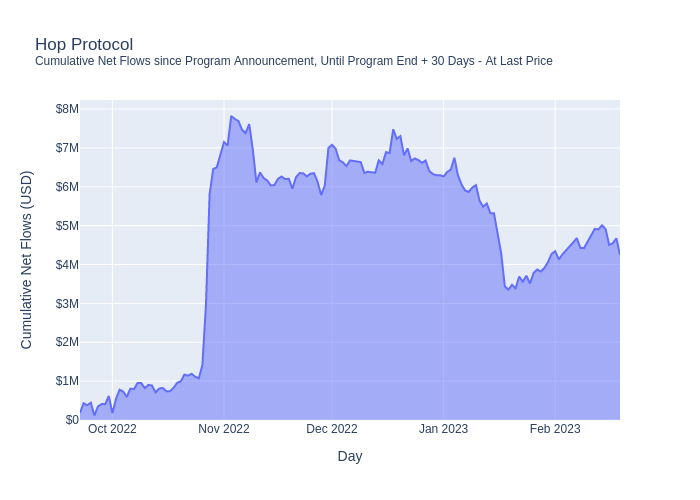 Hop Protocol
Cumulative Net Flows since Program Announcement, Until Program End + 30 Days - At Last Price
Cumulative Net Flows (USD)
$8M
$7M
$6M
$5M
$4M
$3M
$2M
$1M
$0
Oct 2022 Nov 2022 Dec 2022 Jan 2023 Feb 2023
Day